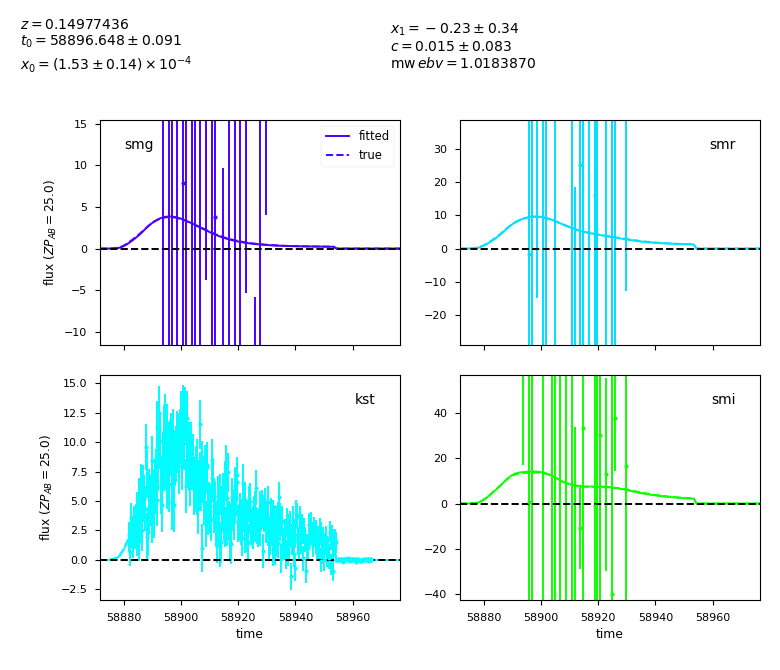 z = 0.14977436
t₀ = 58896.648 ± 0.091
x₀ = (1.53 ± 0.14) × 10⁻⁴
x₁ = −0.23 ± 0.34
c = 0.015 ± 0.083
mw ebv = 1.0183870
smg
fitted
true
15
10
5
0
−5
−10
flux (ZP_AB = 25.0)
smr
30
20
10
0
−10
−20
kst
15.0
12.5
10.0
7.5
5.0
2.5
0.0
−2.5
flux (ZP_AB = 25.0)
58880 58900 58920 58940 58960
time
smi
40
20
0
−20
−40
58880 58900 58920 58940 58960
time